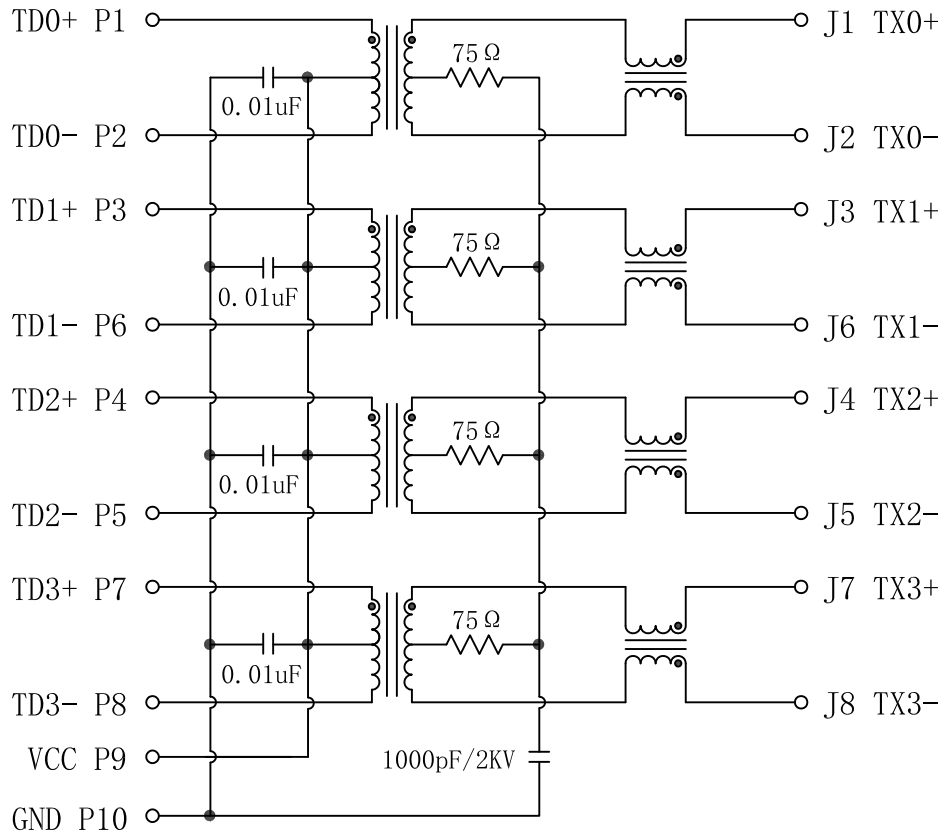 TD0+ P1
J1 TX0+
75Ω
0.01uF
TD0- P2
J2 TX0-
TD1+ P3
J3 TX1+
75Ω
0.01uF
TD1- P6
J6 TX1-
TD2+ P4
J4 TX2+
75Ω
0.01uF
TD2- P5
J5 TX2-
TD3+ P7
J7 TX3+
75Ω
0.01uF
TD3- P8
J8 TX3-
VCC P9
1000pF/2KV
GND P10